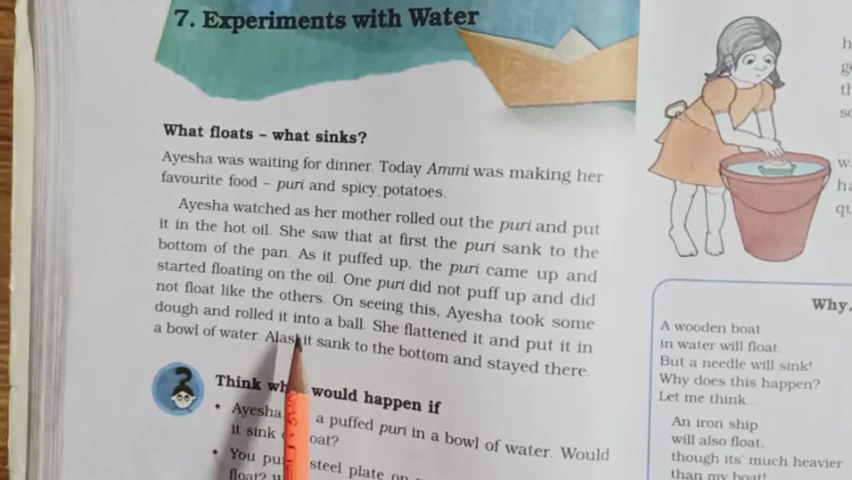 7. Experiments with Water
What floats – what sinks?
Ayesha was waiting for dinner. Today Ammi was making her
favourite food – puri and spicy potatoes.
Ayesha watched as her mother rolled out the puri and put
it in the hot oil. She saw that at first the puri sank to the
bottom of the pan. As it puffed up, the puri came up and
started floating on the oil. One puri did not puff up and did
not float like the others. On seeing this, Ayesha took some
dough and rolled it into a ball. She flattened it and put it in
a bowl of water. Alas it sank to the bottom and stayed there.
Think would happen if
• Ayesha a puffed puri in a bowl of water. Would
it sink
• You steel plate on
float?
Why.
A wooden boat
in water will float.
But a needle will sink!
Why does this happen?
Let me think...
An iron ship
will also float,
though its' much heavier
than my boat!